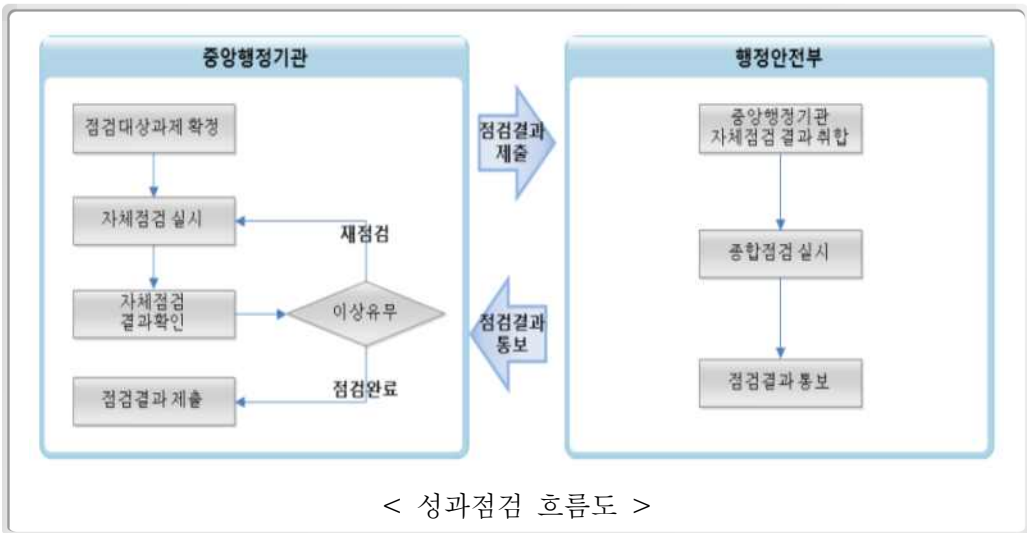 중앙행정기관
점검대상과제 확정
자체점검 실시
재점검
자체점검
결과확인
이상유무
점검완료
점검결과 제출
점검결과
제출
점검결과
통보
행정안전부
중앙행정기관
자체점검 결과 취합
종합점검 실시
점검결과 통보
< 성과점검 흐름도 >